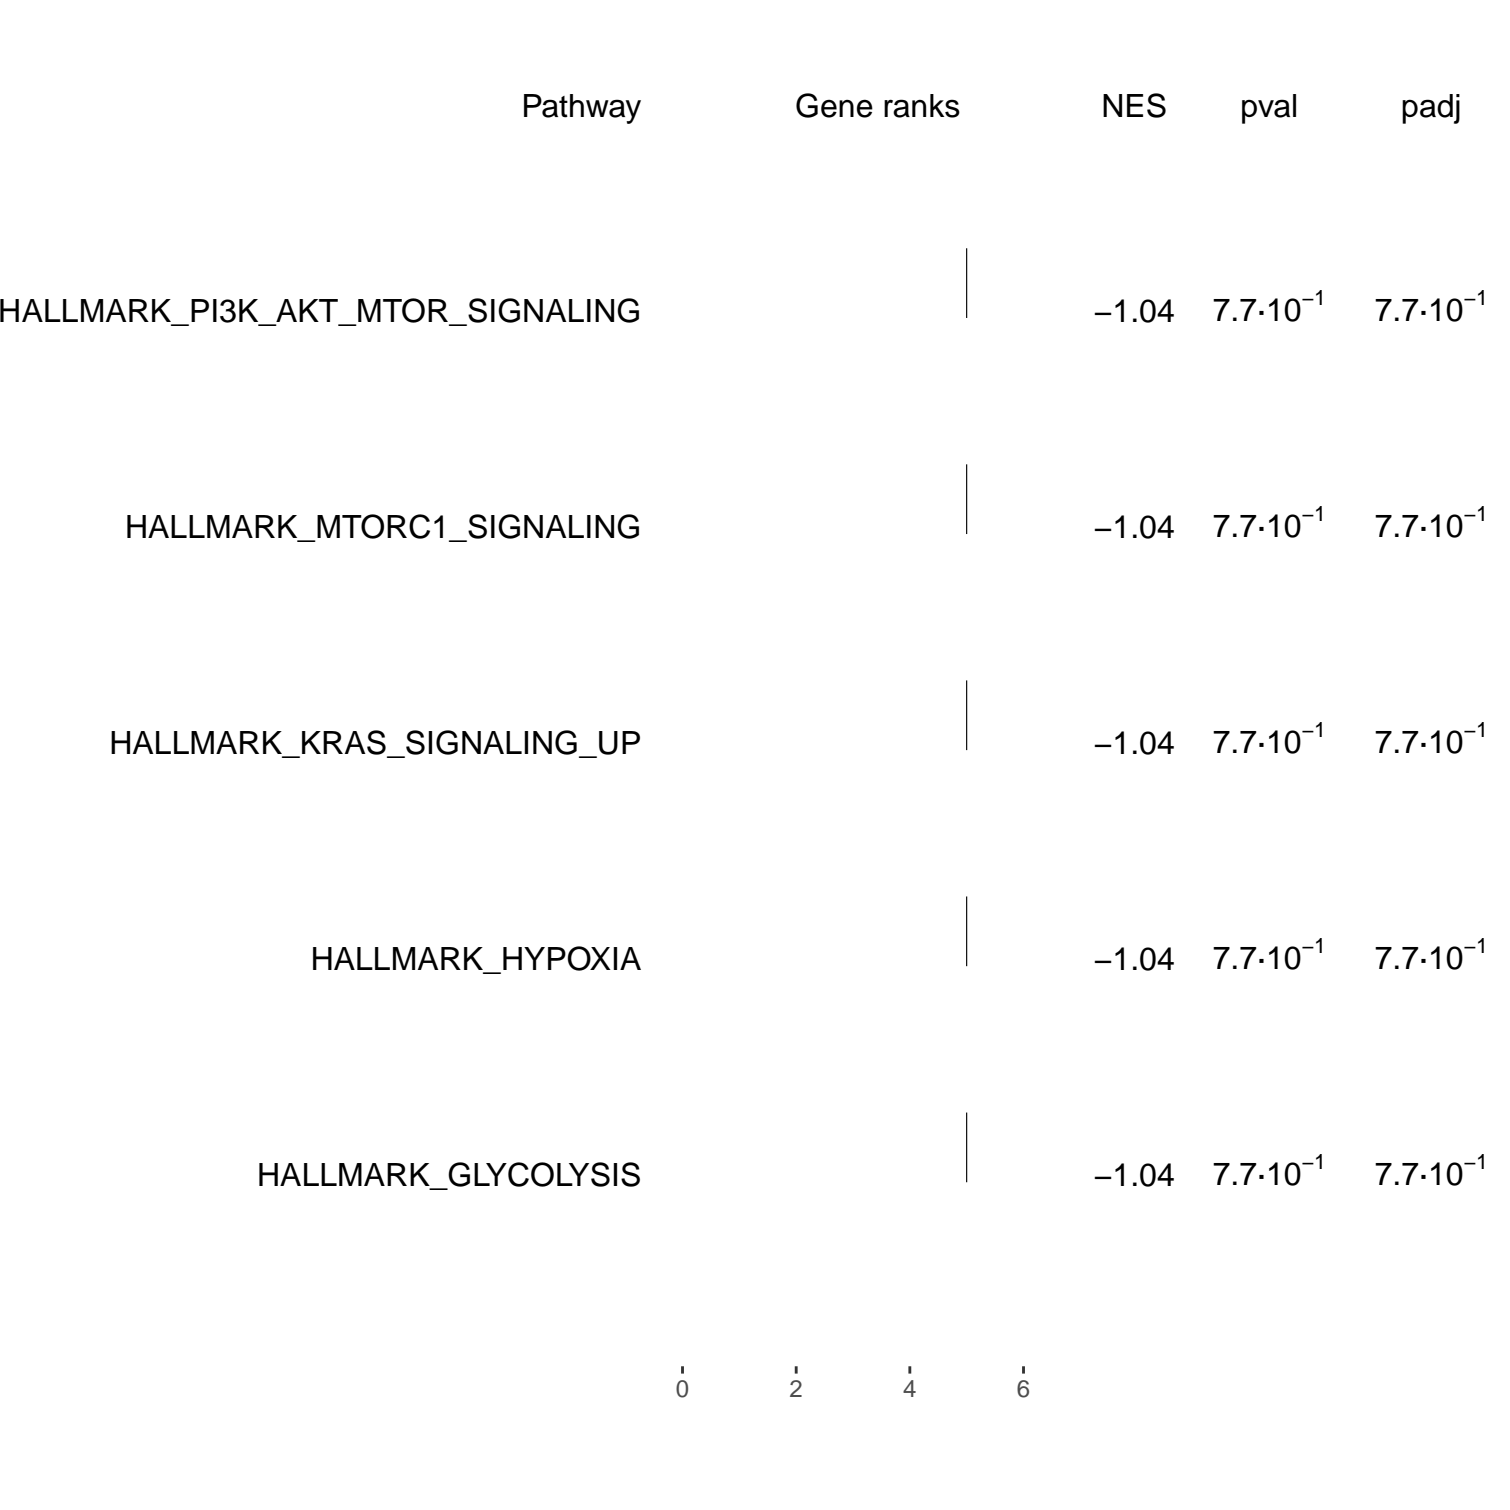 Pathway Gene ranks NES pval padj
HALLMARK_PI3K_AKT_MTOR_SIGNALING −1.04 7.7·10⁻¹ 7.7·10⁻¹
HALLMARK_MTORC1_SIGNALING −1.04 7.7·10⁻¹ 7.7·10⁻¹
HALLMARK_KRAS_SIGNALING_UP −1.04 7.7·10⁻¹ 7.7·10⁻¹
HALLMARK_HYPOXIA −1.04 7.7·10⁻¹ 7.7·10⁻¹
HALLMARK_GLYCOLYSIS −1.04 7.7·10⁻¹ 7.7·10⁻¹
0 2 4 6